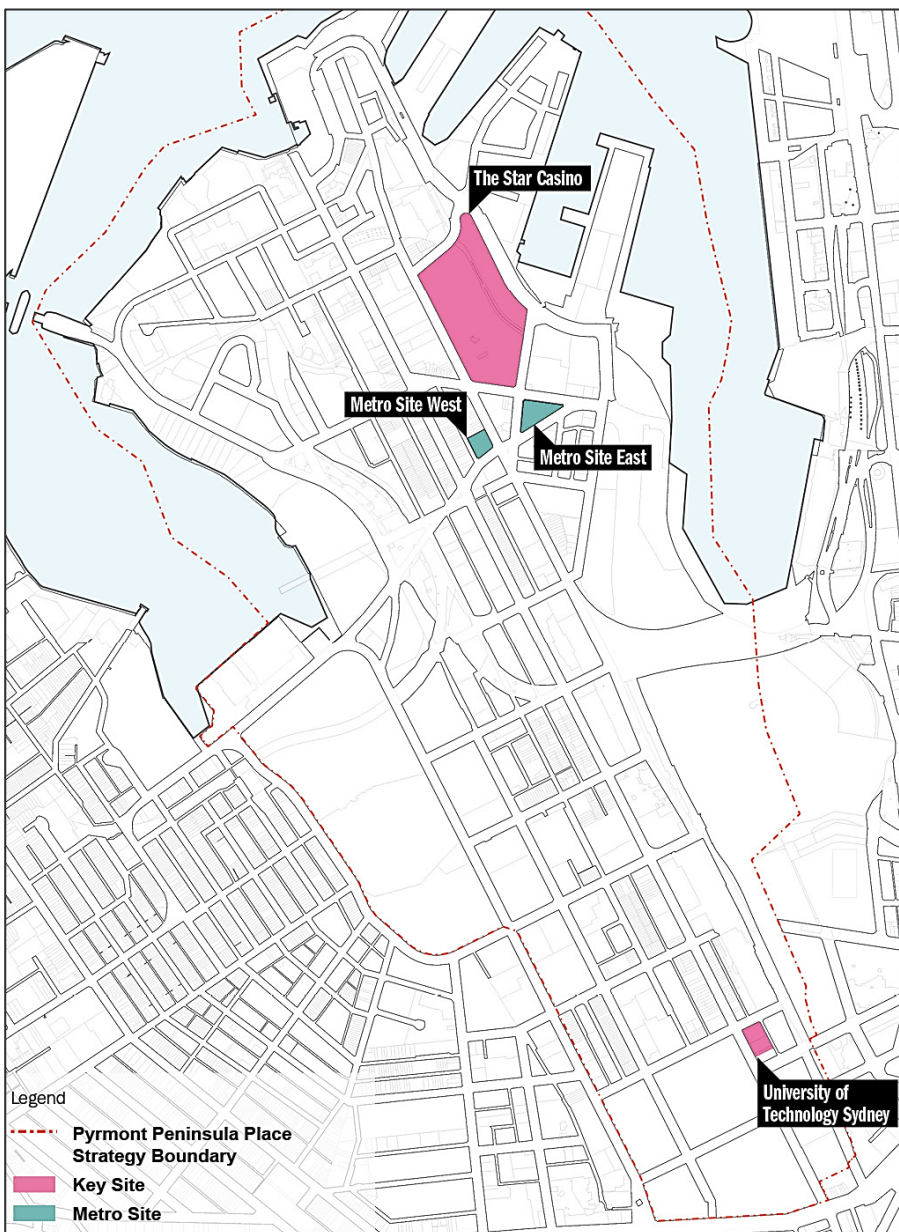 The Star Casino
Metro Site West
Metro Site East
University of
Technology Sydney
Legend
Pyrmont Peninsula Place
Strategy Boundary
Key Site
Metro Site